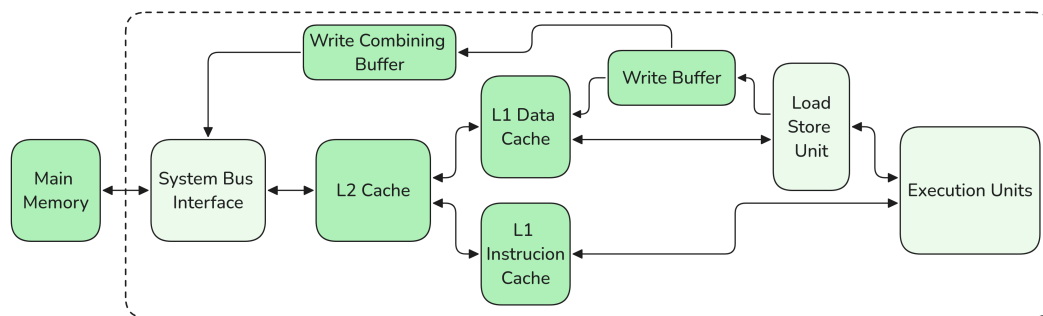 Write Combining
Buffer
Write Buffer
L1 Data
Cache
Load
Store
Unit
Main
Memory
System Bus
Interface
L2 Cache
Execution Units
L1
Instrucion
Cache